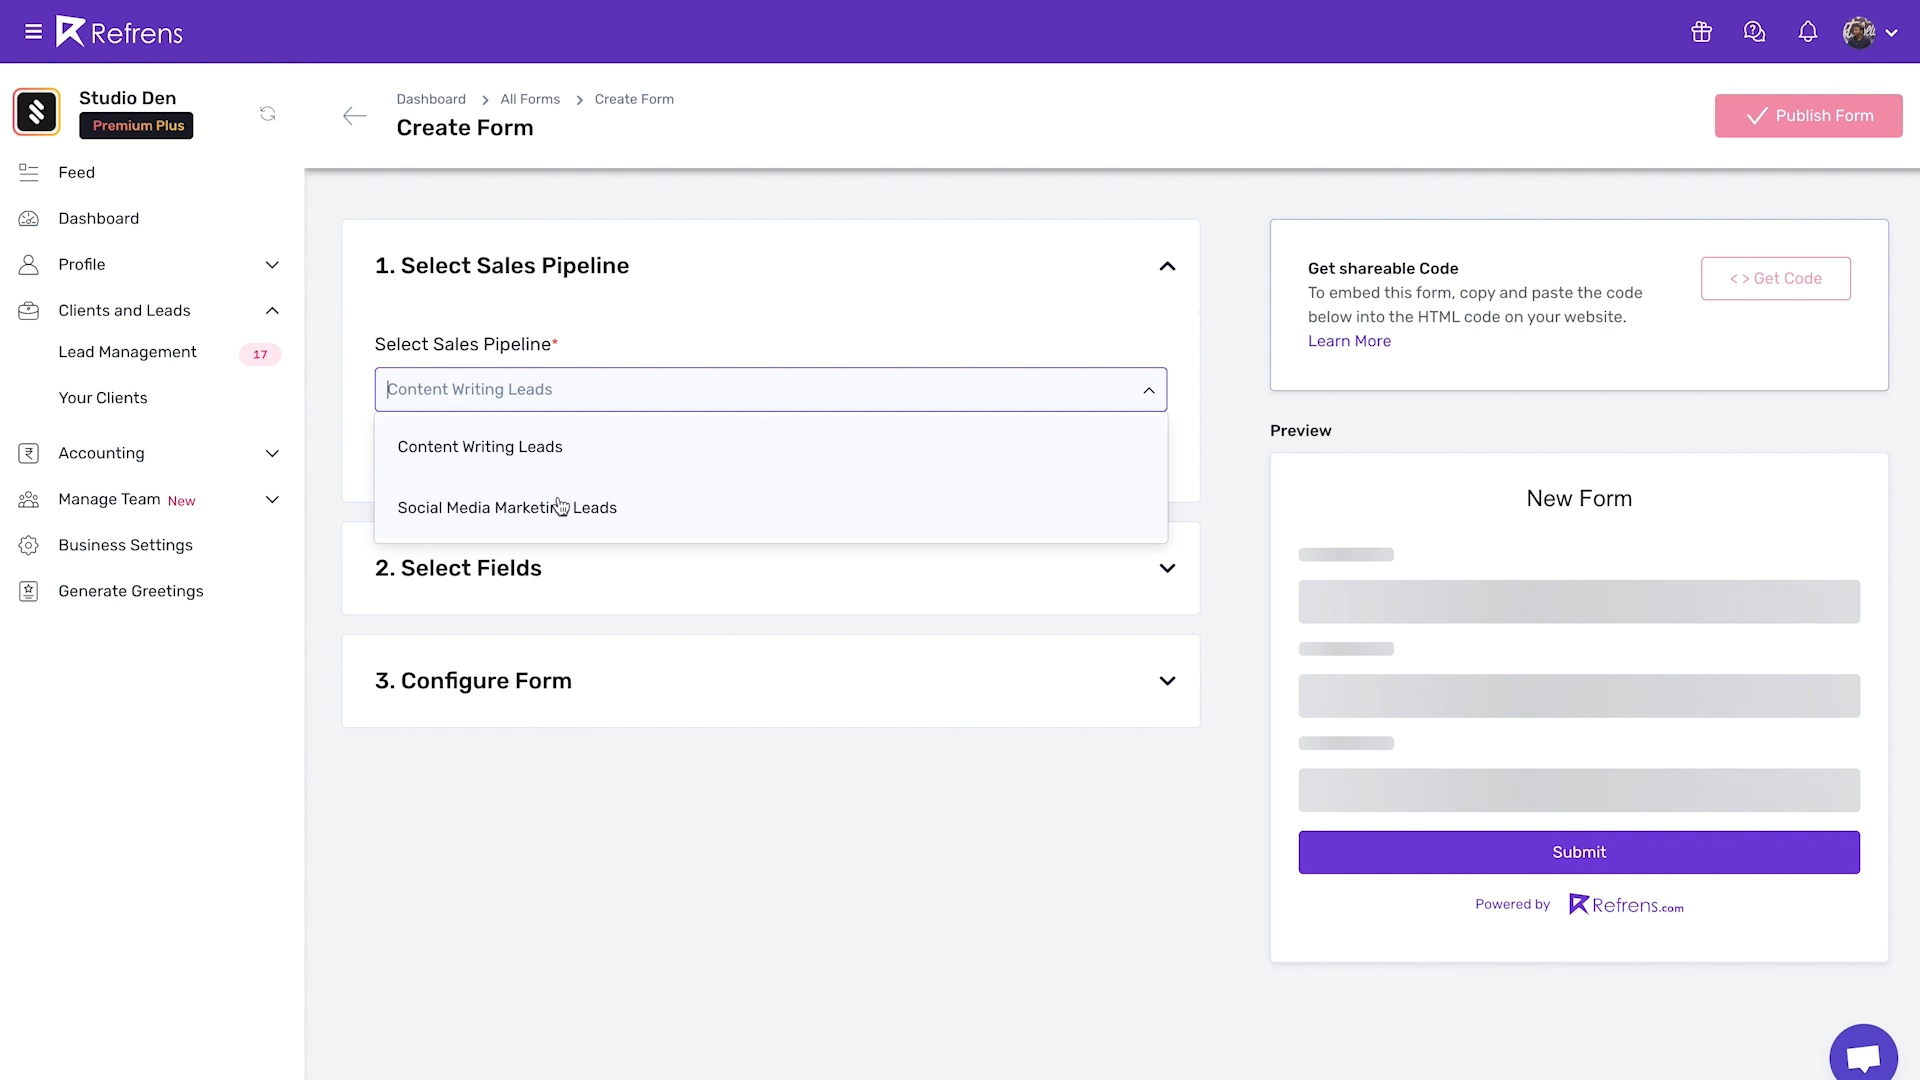 Refrens
Studio Den
Premium Plus
Feed
Dashboard
Profile
Clients and Leads
Lead Management 17
Your Clients
Accounting
Manage Team New
Business Settings
Generate Greetings
Dashboard > All Forms > Create Form
Create Form
Publish Form
1. Select Sales Pipeline
Select Sales Pipeline*
Content Writing Leads
Content Writing Leads
Social Media Marketing Leads
2. Select Fields
3. Configure Form
Get shareable Code
To embed this form, copy and paste the code
below into the HTML code on your website.
Learn More
< > Get Code
Preview
New Form
Submit
Powered by Refrens.com